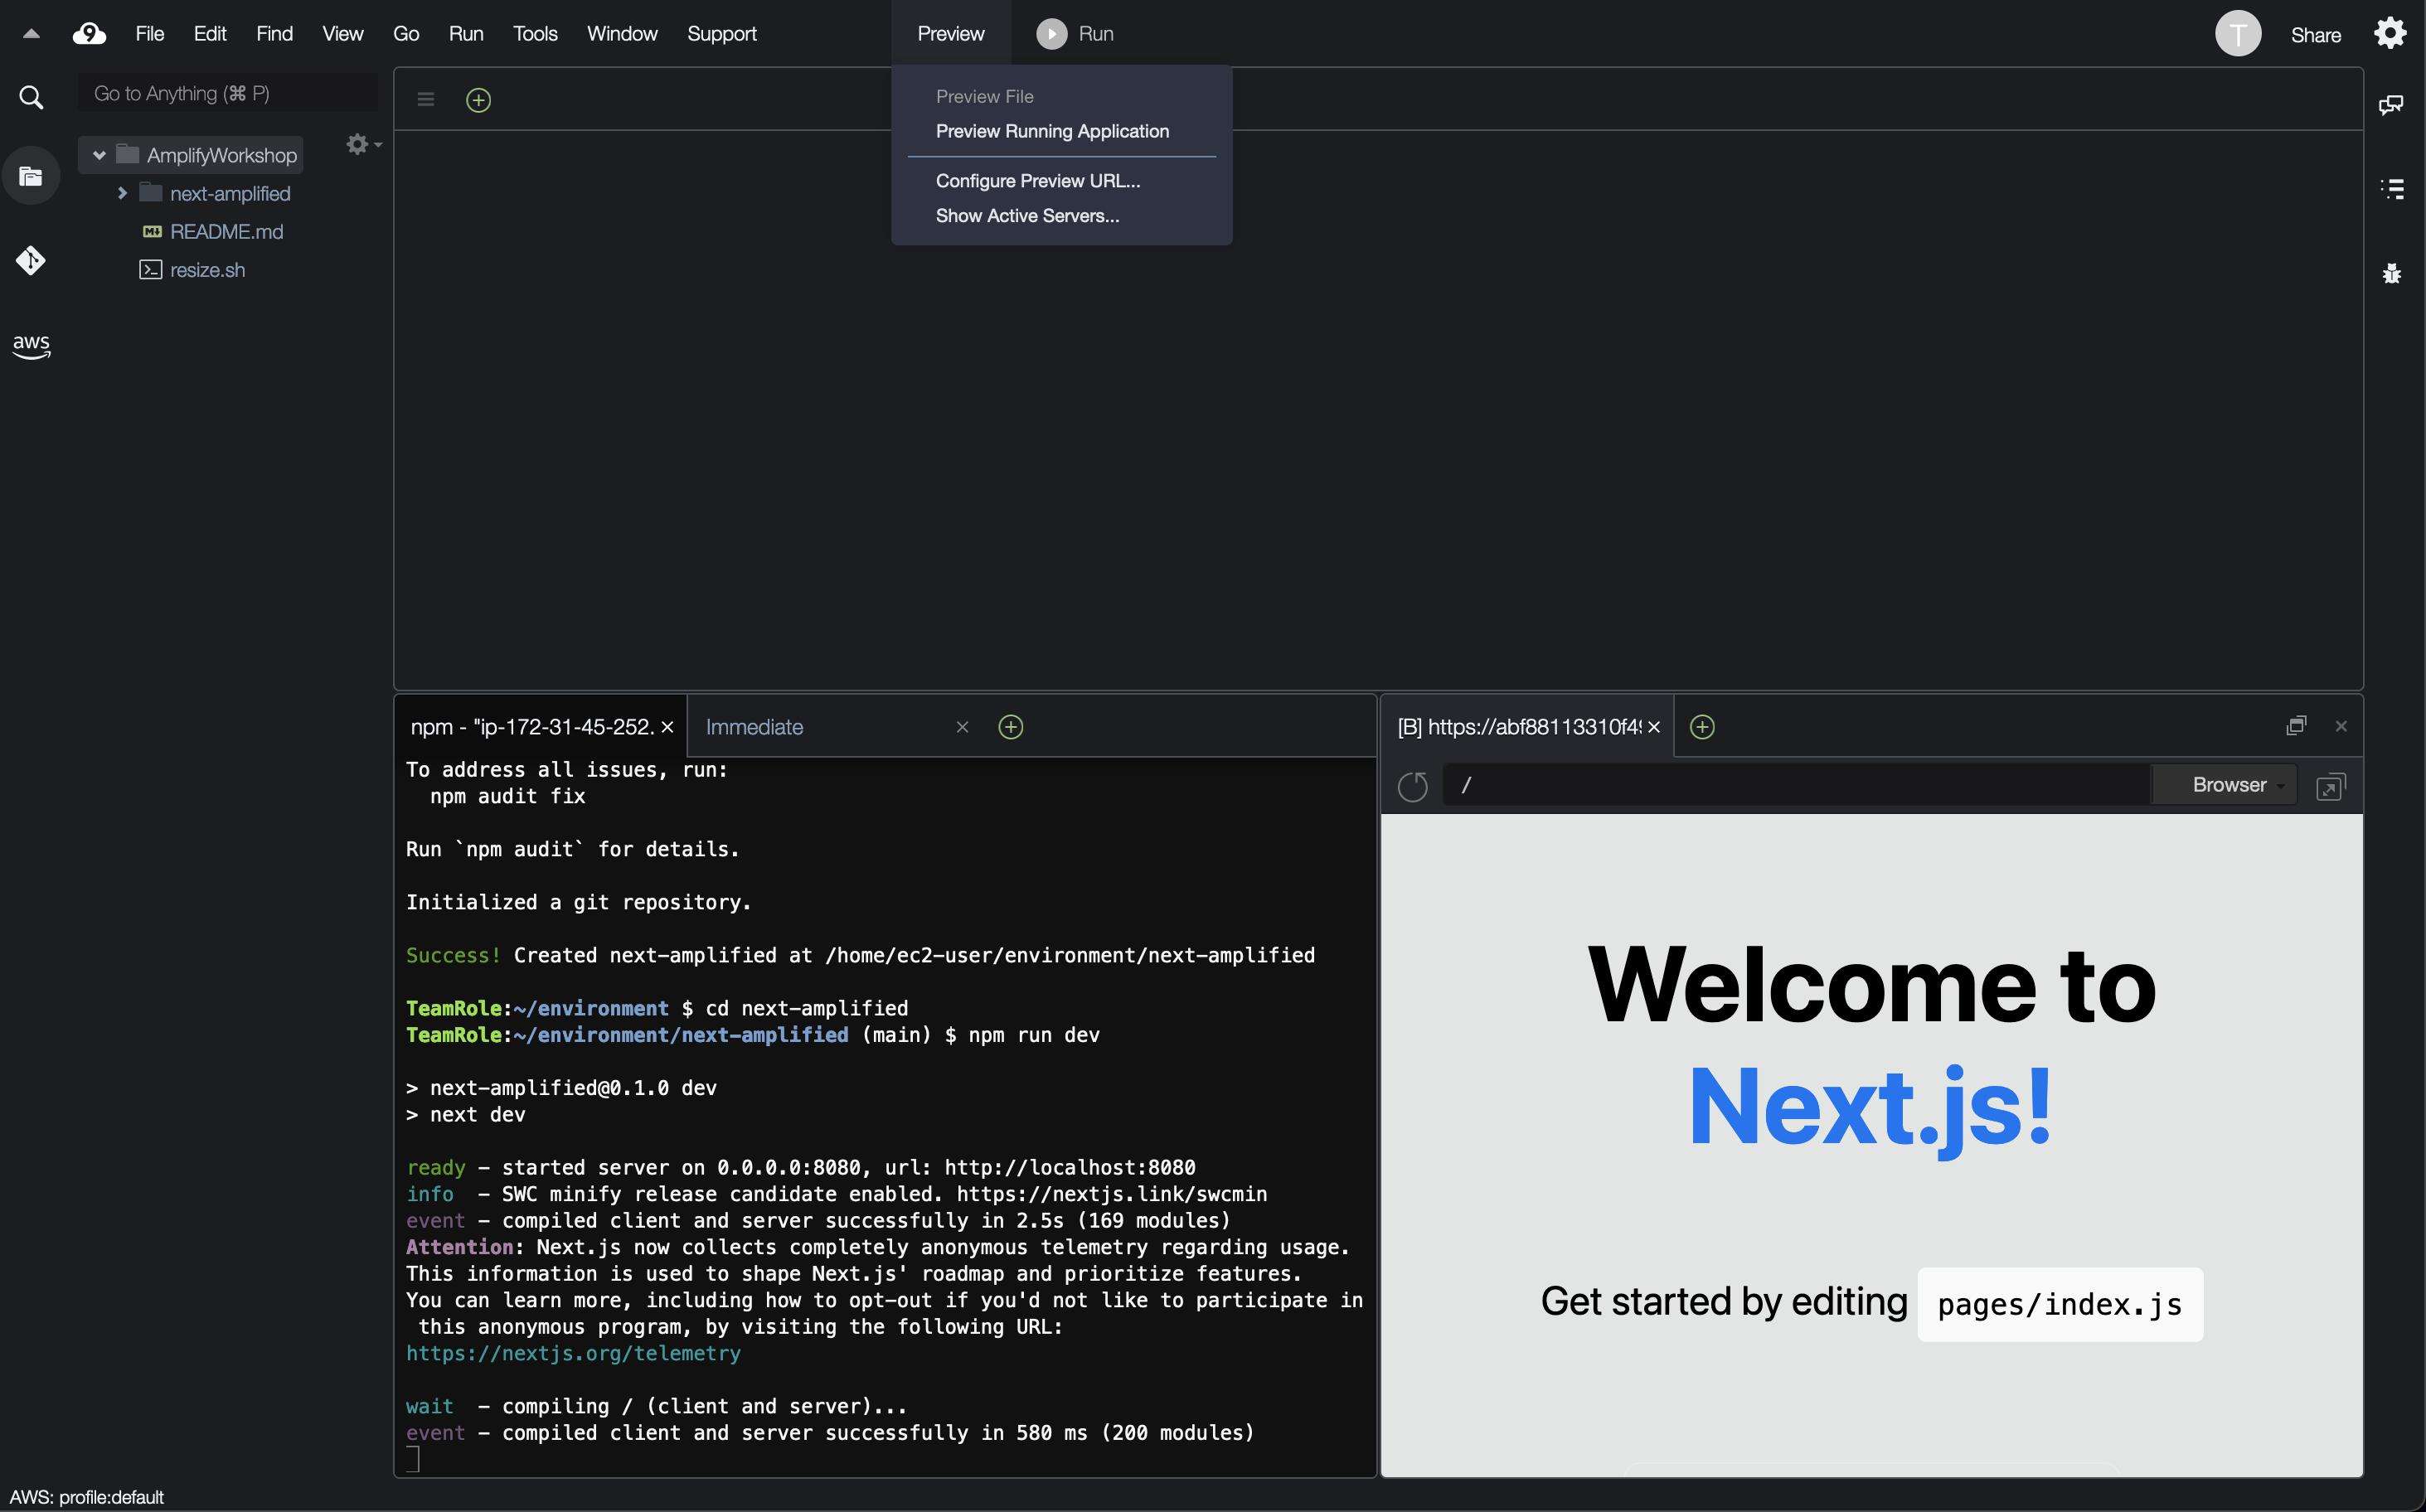 9 File Edit Find View Go Run Tools Window Support Preview Run T Share
Go to Anything (⌘ P)
Preview File
Preview Running Application
Configure Preview URL...
Show Active Servers...
AmplifyWorkshop
next-amplified
README.md
resize.sh
aws
npm - "ip-172-31-45-252. Immediate
To address all issues, run:
npm audit fix
Run `npm audit` for details.
Initialized a git repository.
Success! Created next-amplified at /home/ec2-user/environment/next-amplified
TeamRole:~/environment $ cd next-amplified
TeamRole:~/environment/next-amplified (main) $ npm run dev
> next-amplified@0.1.0 dev
> next dev
ready - started server on 0.0.0.0:8080, url: http://localhost:8080
info - SWC minify release candidate enabled. https://nextjs.link/swcmin
event - compiled client and server successfully in 2.5s (169 modules)
Attention: Next.js now collects completely anonymous telemetry regarding usage.
This information is used to shape Next.js' roadmap and prioritize features.
You can learn more, including how to opt-out if you'd not like to participate in
this anonymous program, by visiting the following URL:
https://nextjs.org/telemetry
wait - compiling / (client and server)...
event - compiled client and server successfully in 580 ms (200 modules)
[B] https://abf88113310f49
/ Browser
Welcome to
Next.js!
Get started by editing pages/index.js
AWS: profile:default